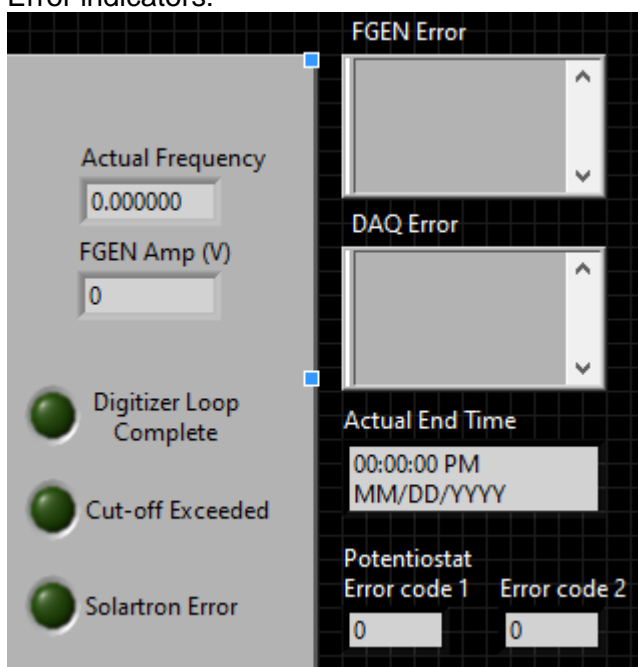 Error indicators:
FGEN Error
Actual Frequency
0.000000
FGEN Amp (V)
0
DAQ Error
Digitizer Loop
Complete
Cut-off Exceeded
Solartron Error
Actual End Time
00:00:00 PM
MM/DD/YYYY
Potentiostat
Error code 1 Error code 2
0 0